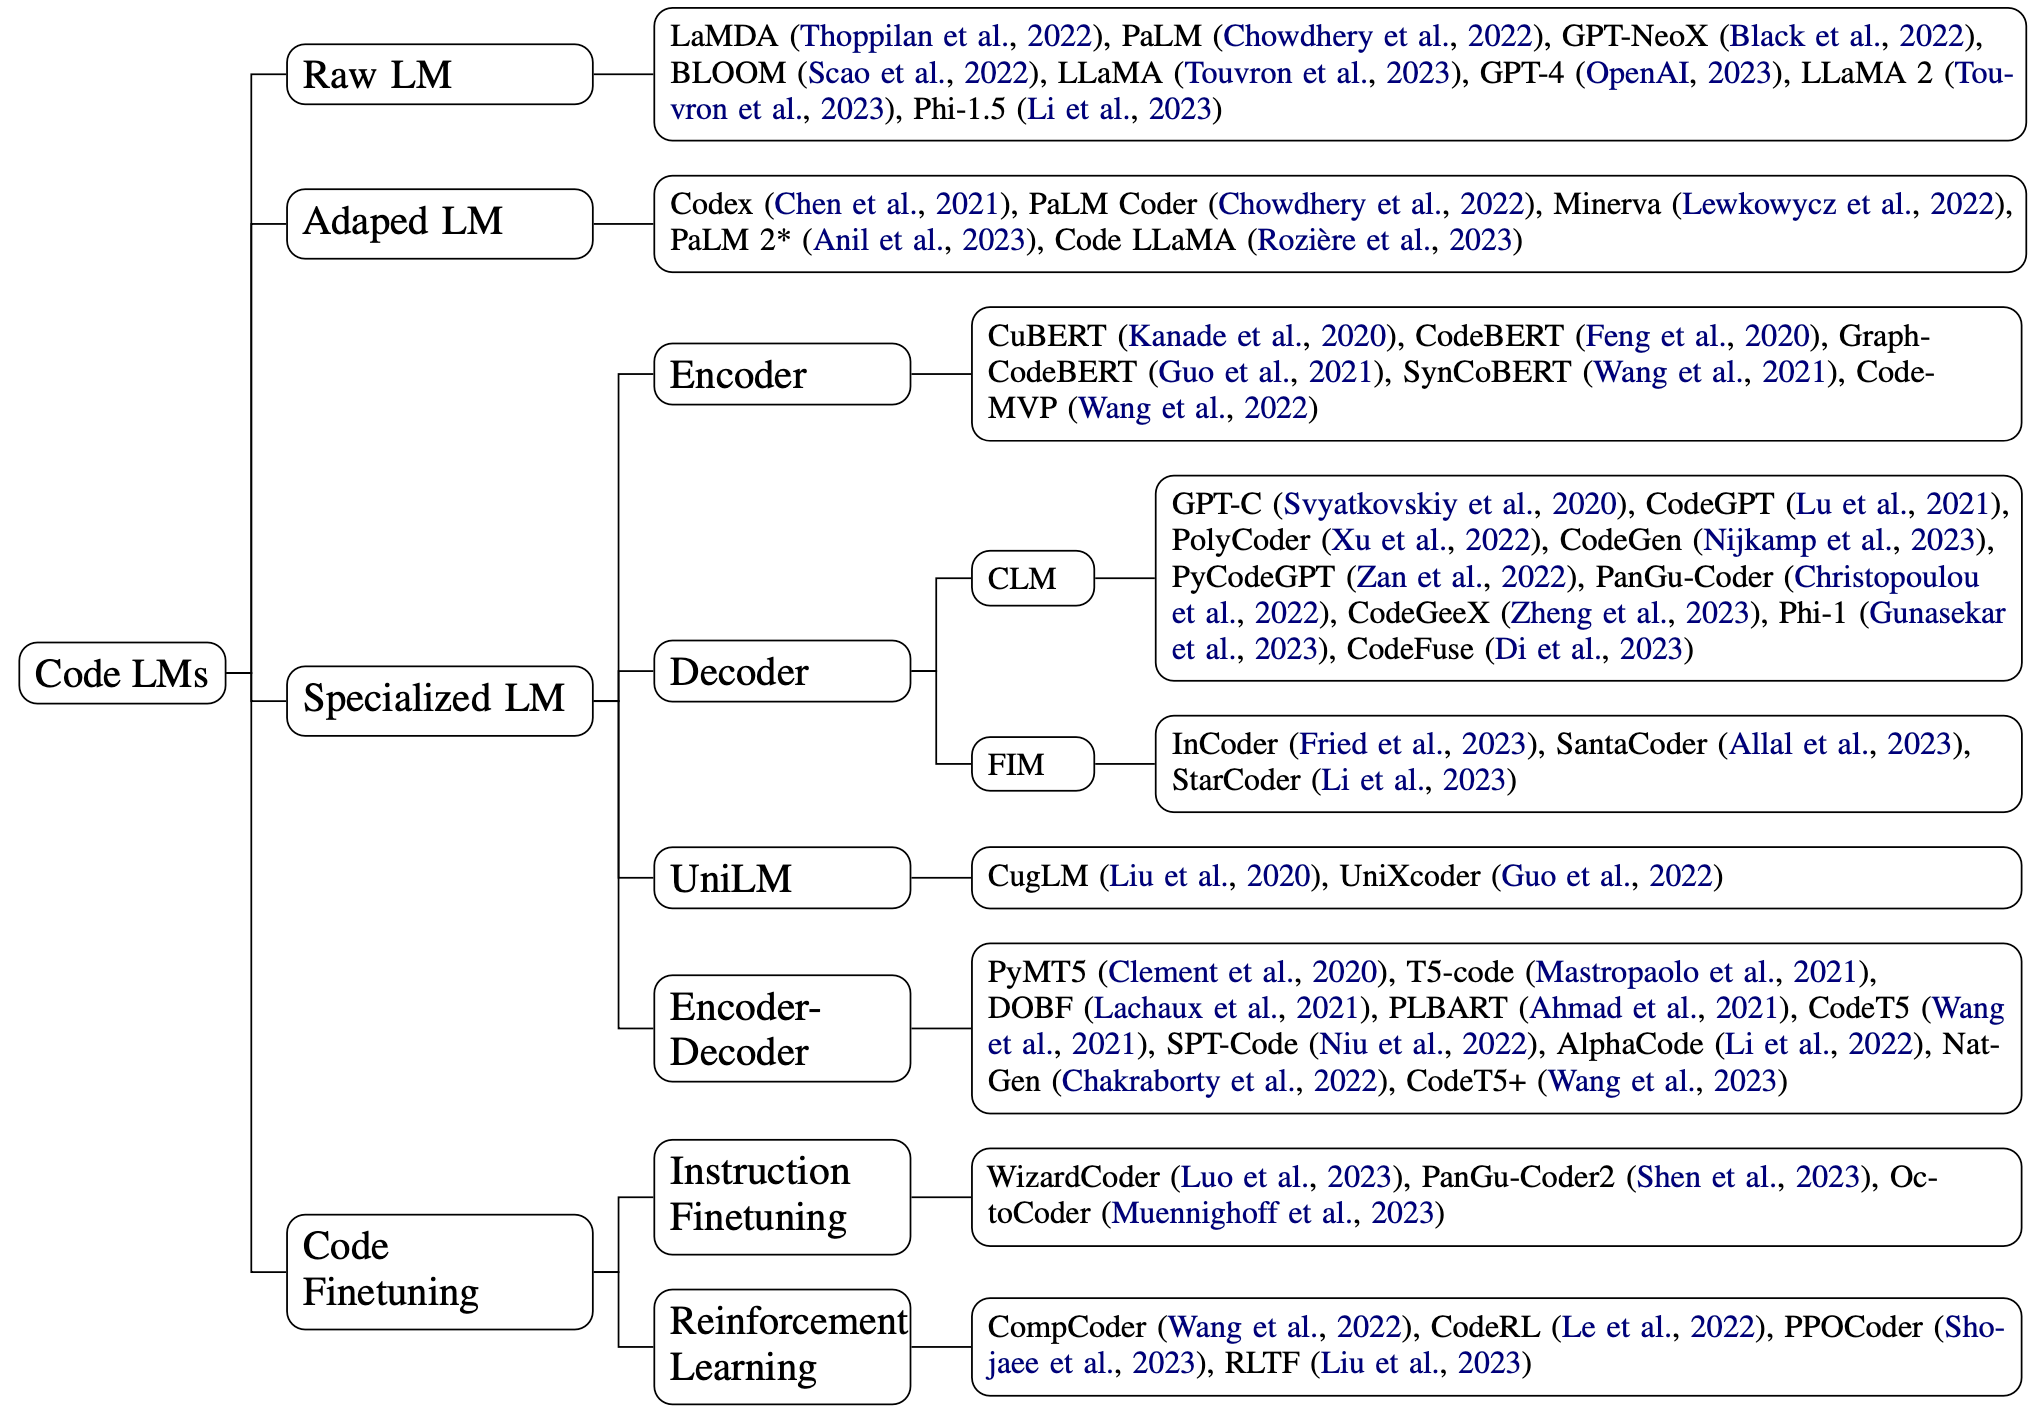 Code LMs
Raw LM
LaMDA (Thoppilan et al., 2022), PaLM (Chowdhery et al., 2022), GPT-NeoX (Black et al., 2022),
BLOOM (Scao et al., 2022), LLaMA (Touvron et al., 2023), GPT-4 (OpenAI, 2023), LLaMA 2 (Tou-
vron et al., 2023), Phi-1.5 (Li et al., 2023)
Adaped LM
Codex (Chen et al., 2021), PaLM Coder (Chowdhery et al., 2022), Minerva (Lewkowycz et al., 2022),
PaLM 2* (Anil et al., 2023), Code LLaMA (Rozière et al., 2023)
Specialized LM
Encoder
CuBERT (Kanade et al., 2020), CodeBERT (Feng et al., 2020), Graph-
CodeBERT (Guo et al., 2021), SynCoBERT (Wang et al., 2021), Code-
MVP (Wang et al., 2022)
Decoder
CLM
GPT-C (Svyatkovskiy et al., 2020), CodeGPT (Lu et al., 2021),
PolyCoder (Xu et al., 2022), CodeGen (Nijkamp et al., 2023),
PyCodeGPT (Zan et al., 2022), PanGu-Coder (Christopoulou
et al., 2022), CodeGeeX (Zheng et al., 2023), Phi-1 (Gunasekar
et al., 2023), CodeFuse (Di et al., 2023)
FIM
InCoder (Fried et al., 2023), SantaCoder (Allal et al., 2023),
StarCoder (Li et al., 2023)
UniLM
CugLM (Liu et al., 2020), UniXcoder (Guo et al., 2022)
Encoder-
Decoder
PyMT5 (Clement et al., 2020), T5-code (Mastropaolo et al., 2021),
DOBF (Lachaux et al., 2021), PLBART (Ahmad et al., 2021), CodeT5 (Wang
et al., 2021), SPT-Code (Niu et al., 2022), AlphaCode (Li et al., 2022), Nat-
Gen (Chakraborty et al., 2022), CodeT5+ (Wang et al., 2023)
Code
Finetuning
Instruction
Finetuning
WizardCoder (Luo et al., 2023), PanGu-Coder2 (Shen et al., 2023), Oc-
toCoder (Muennighoff et al., 2023)
Reinforcement
Learning
CompCoder (Wang et al., 2022), CodeRL (Le et al., 2022), PPOCoder (Sho-
jaee et al., 2023), RLTF (Liu et al., 2023)